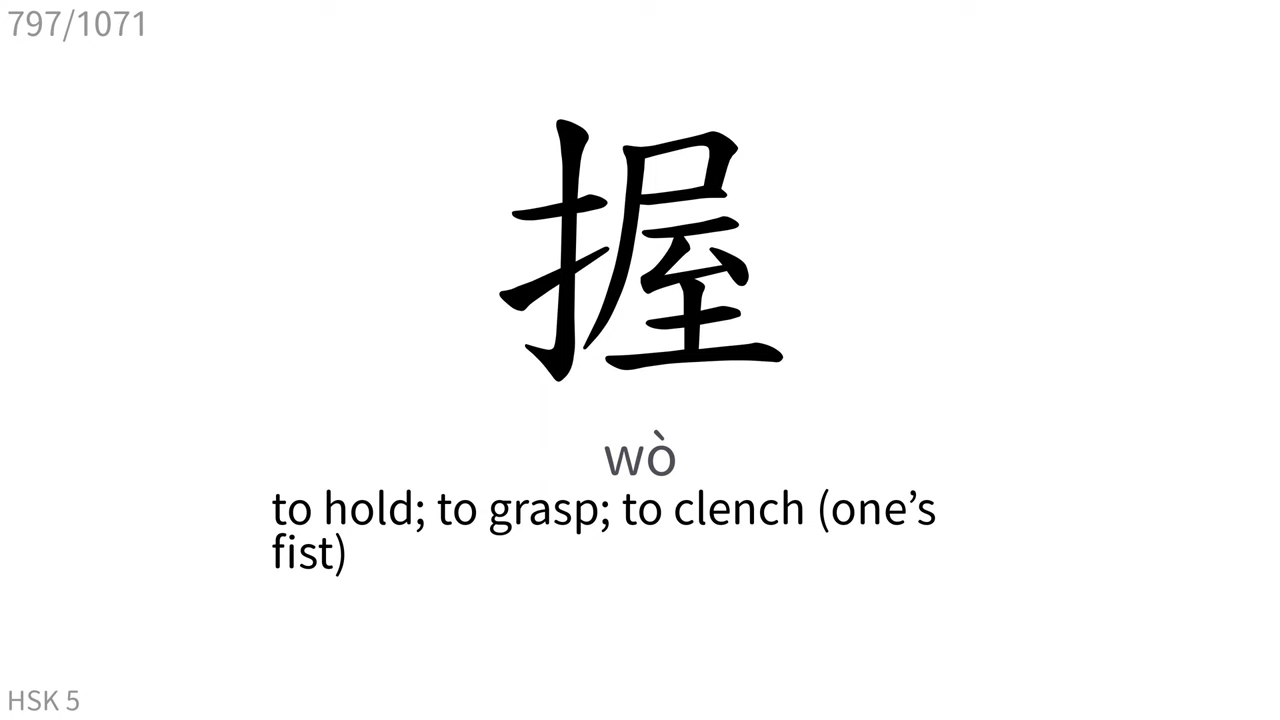 797/1071
握
wò
to hold; to grasp; to clench (one’s
fist)
HSK 5